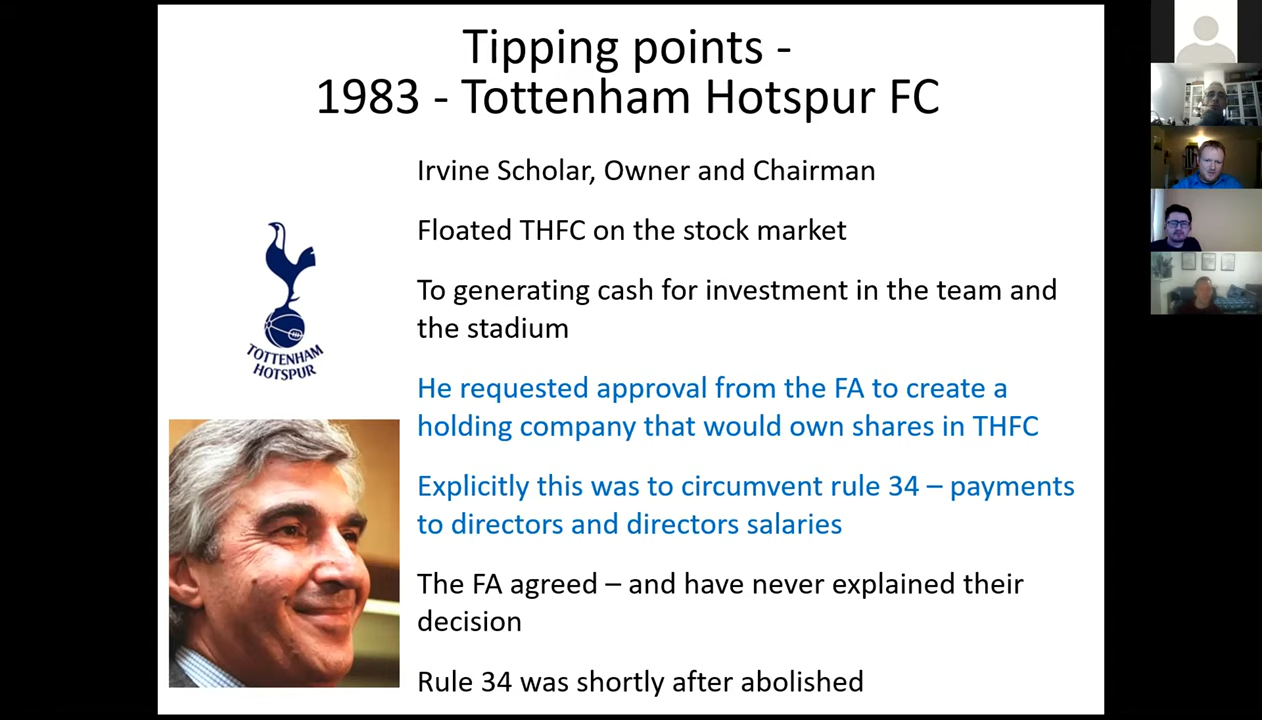 Tipping points -
1983 - Tottenham Hotspur FC
Irvine Scholar, Owner and Chairman
Floated THFC on the stock market
To generating cash for investment in the team and
the stadium
TOTTENHAM
HOTSPUR
He requested approval from the FA to create a
holding company that would own shares in THFC
Explicitly this was to circumvent rule 34 – payments
to directors and directors salaries
The FA agreed – and have never explained their
decision
Rule 34 was shortly after abolished